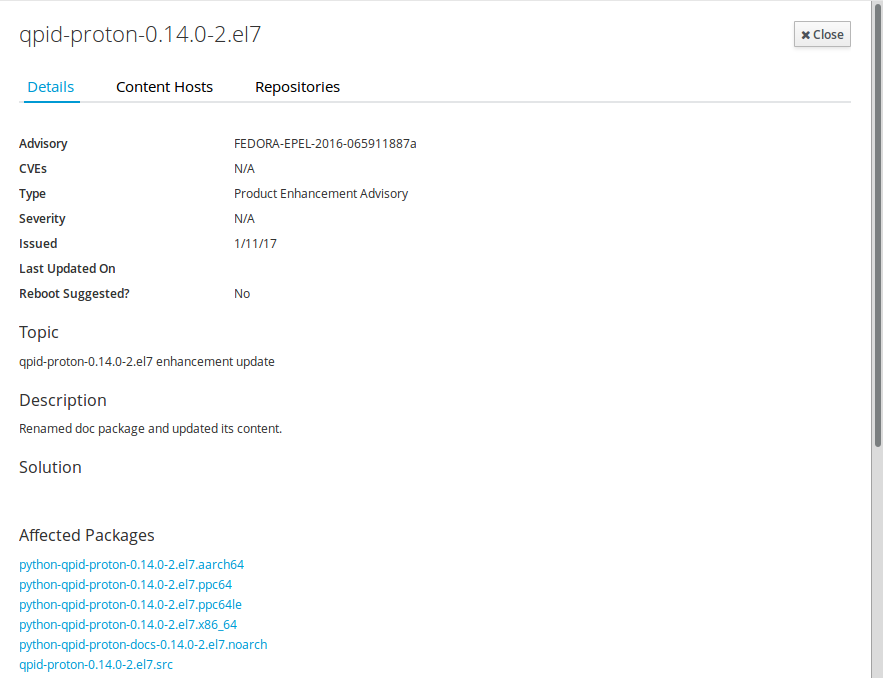 qpid-proton-0.14.0-2.el7
✖ Close
Details Content Hosts Repositories
Advisory FEDORA-EPEL-2016-065911887a
CVEs N/A
Type Product Enhancement Advisory
Severity N/A
Issued 1/11/17
Last Updated On
Reboot Suggested? No
Topic
qpid-proton-0.14.0-2.el7 enhancement update
Description
Renamed doc package and updated its content.
Solution
Affected Packages
python-qpid-proton-0.14.0-2.el7.aarch64
python-qpid-proton-0.14.0-2.el7.ppc64
python-qpid-proton-0.14.0-2.el7.ppc64le
python-qpid-proton-0.14.0-2.el7.x86_64
python-qpid-proton-docs-0.14.0-2.el7.noarch
qpid-proton-0.14.0-2.el7.src